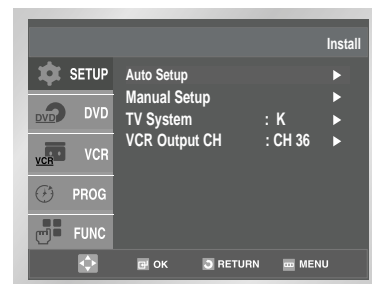 Install
SETUP
DVD DVD
VCR VCR
PROG
FUNC
Auto Setup
Manual Setup
TV System : K
VCR Output CH : CH 36
OK RETURN MENU